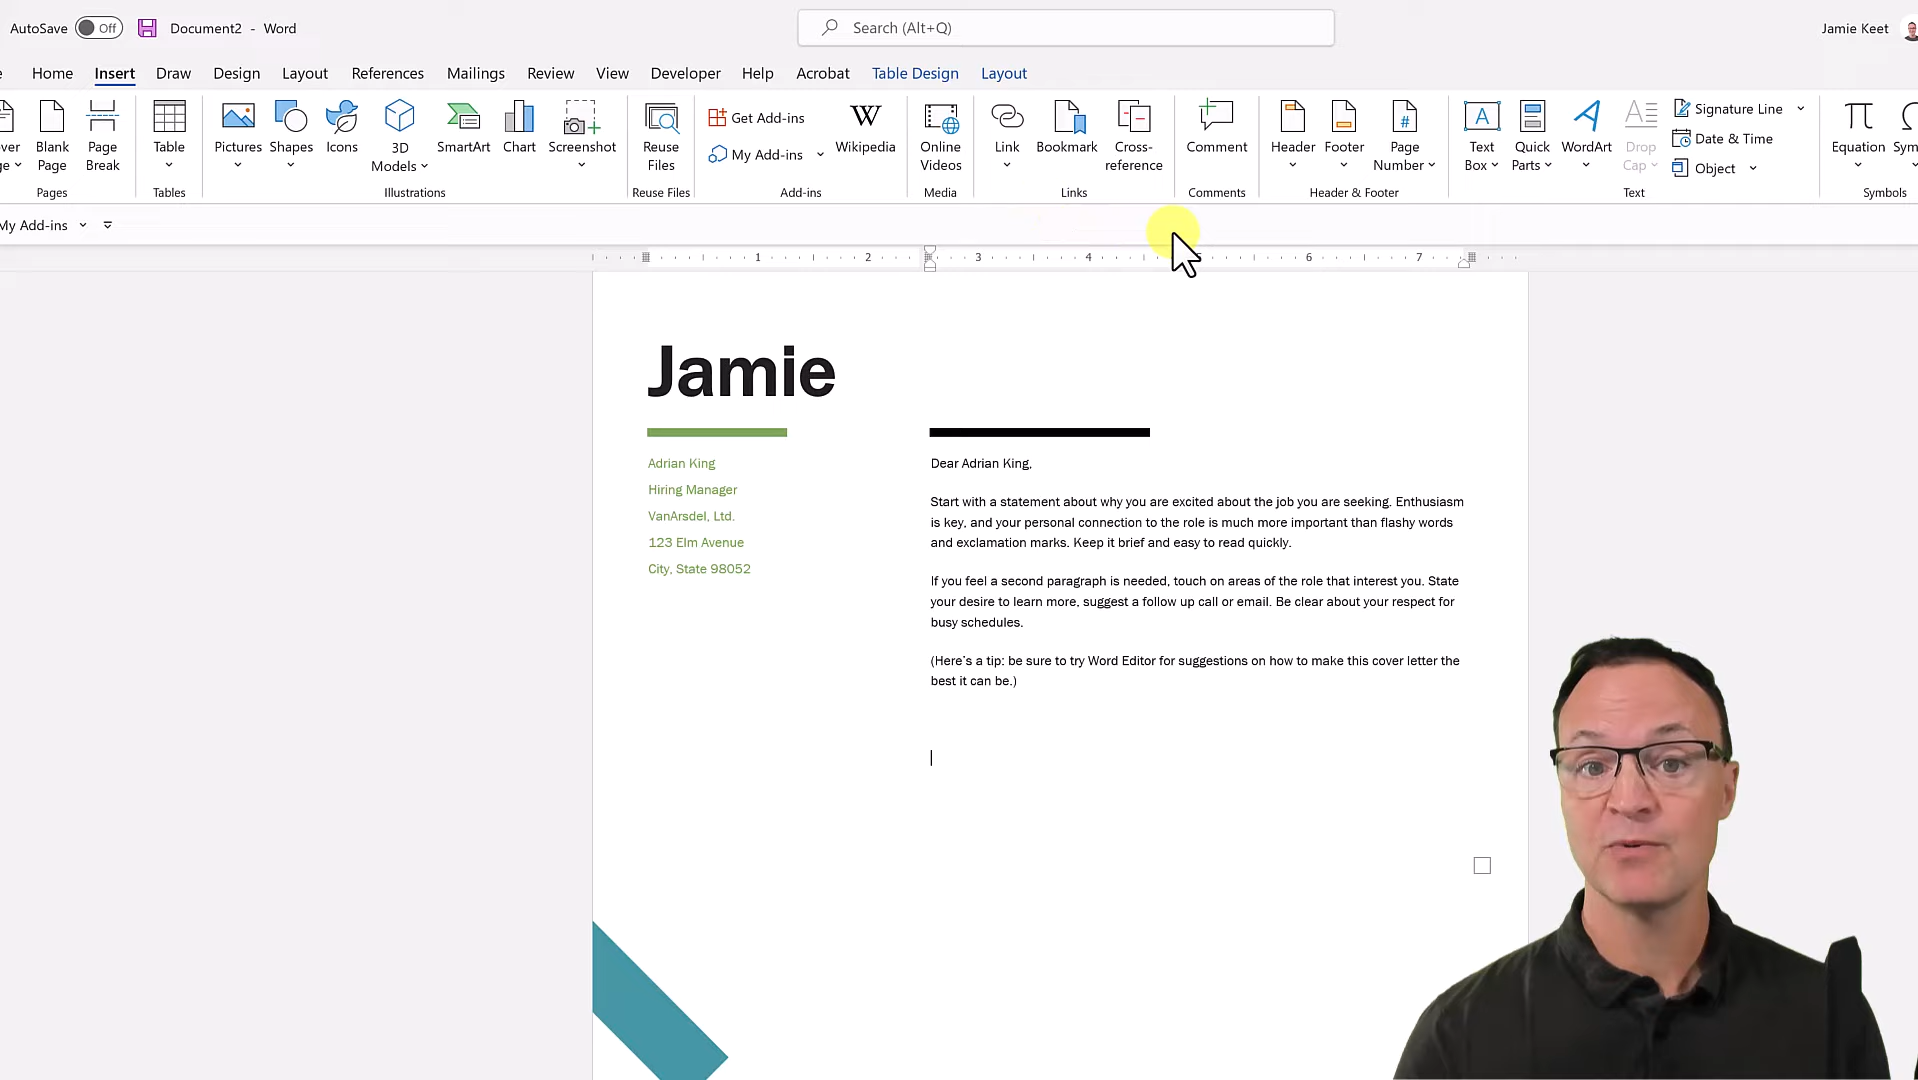 AutoSave Off Document2 - Word Search (Alt+Q) Jamie Keet
Home Insert Draw Design Layout References Mailings Review View Developer Help Acrobat Table Design Layout
Blank Page
Page Break
Pages
Table
Tables
Pictures
Shapes
Icons
3D Models
SmartArt
Chart
Screenshot
Illustrations
Reuse Files
Reuse Files
Get Add-ins
My Add-ins
Wikipedia
Add-ins
Online Videos
Media
Link
Bookmark
Cross-reference
Links
Comment
Comments
Header
Footer
Page Number
Header & Footer
Text Box
Quick Parts
WordArt
Drop Cap
Signature Line
Date & Time
Object
Text
Equation
Symbols
My Add-ins
1 2 3 4 6 7
Jamie
Adrian King
Hiring Manager
VanArsdel, Ltd.
123 Elm Avenue
City, State 98052
Dear Adrian King,
Start with a statement about why you are excited about the job you are seeking. Enthusiasm
is key, and your personal connection to the role is much more important than flashy words
and exclamation marks. Keep it brief and easy to read quickly.
If you feel a second paragraph is needed, touch on areas of the role that interest you. State
your desire to learn more, suggest a follow up call or email. Be clear about your respect for
busy schedules.
(Here's a tip: be sure to try Word Editor for suggestions on how to make this cover letter the
best it can be.)